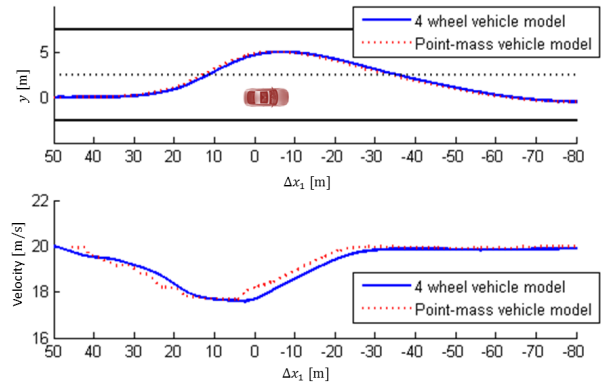 4 wheel vehicle model
Point-mass vehicle model
y [m]
5
0
50 40 30 20 10 0 -10 -20 -30 -40 -50 -60 -70 -80
Δx₁ [m]
22
20
18
16
Velocity [m/s]
4 wheel vehicle model
Point-mass vehicle model
50 40 30 20 10 0 -10 -20 -30 -40 -50 -60 -70 -80
Δx₁ [m]